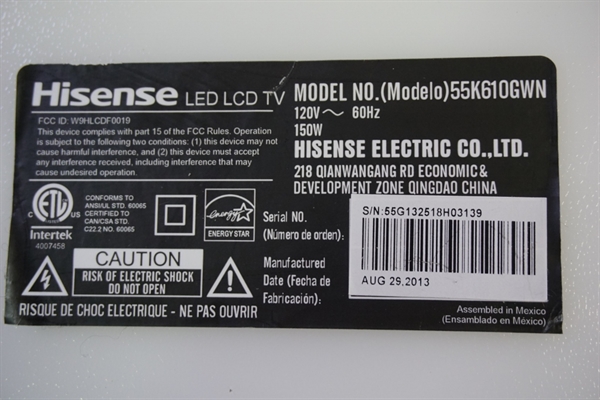 Hisense LED LCD TV
FCC ID: W9HLCDF0019
This device complies with part 15 of the FCC Rules. Operation
is subject to the following two conditions: (1) this device may not
cause harmful interference, and (2) this device must accept
any interference received, including interference that may
cause undesired operation.
MODEL NO.(Modelo)55K610GWN
120V~ 60Hz
150W
HISENSE ELECTRIC CO.,LTD.
218 QIANWANGANG RD ECONOMIC&
DEVELOPMENT ZONE QINGDAO CHINA
ETL
LISTED
C US
Intertek
4007458
CONFORMS TO
ANSI/UL STD. 60065
CERTIFIED TO
CAN/CSA STD.
C22.2 NO. 60065
energy
ENERGY STAR
Serial NO.
(Número de orden):
S/N:55G132518H03139
AUG 29,2013
CAUTION
RISK OF ELECTRIC SHOCK
DO NOT OPEN
Manufactured
Date (Fecha de
Fabricación):
RISQUE DE CHOC ELECTRIQUE - NE PAS OUVRIR
Assembled in Mexico
(Ensamblado en México)